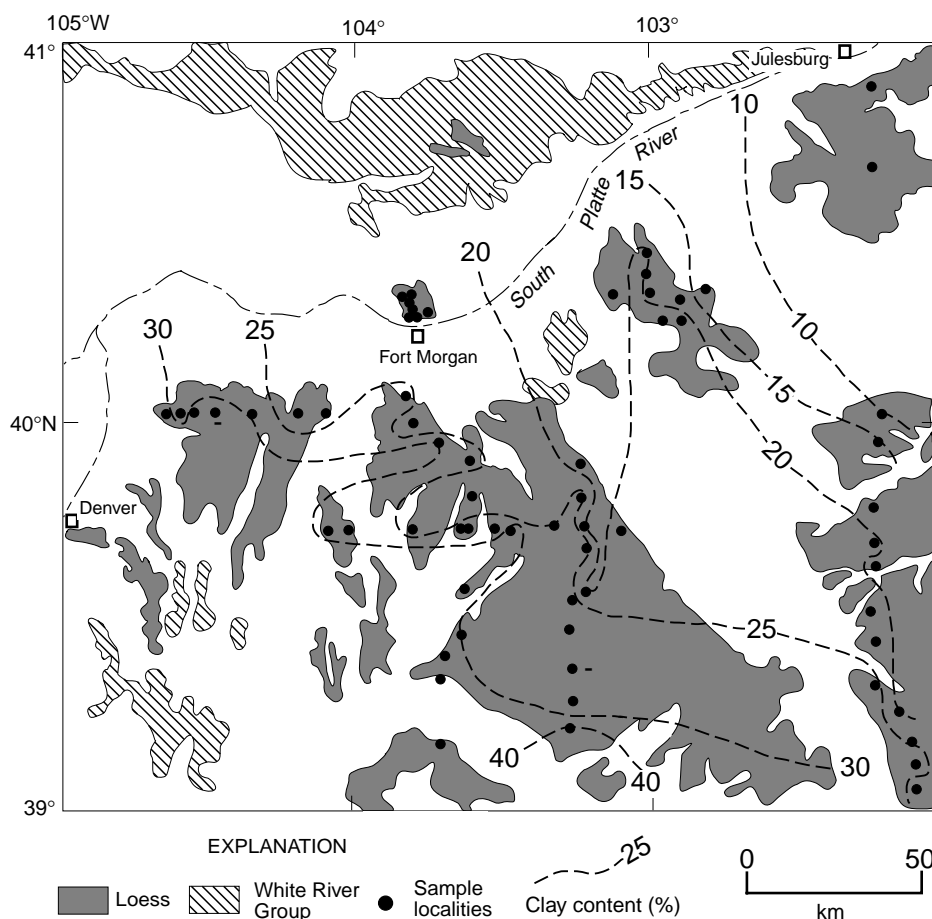 105°W
104°
103°
41°
Julesburg
10
River
15
Platte
20
South
10
30
25
Fort Morgan
15
40°N
20
Denver
25
40
40
30
39°
EXPLANATION
Loess
White River
Group
Sample
localities
25
Clay content (%)
0
50
km